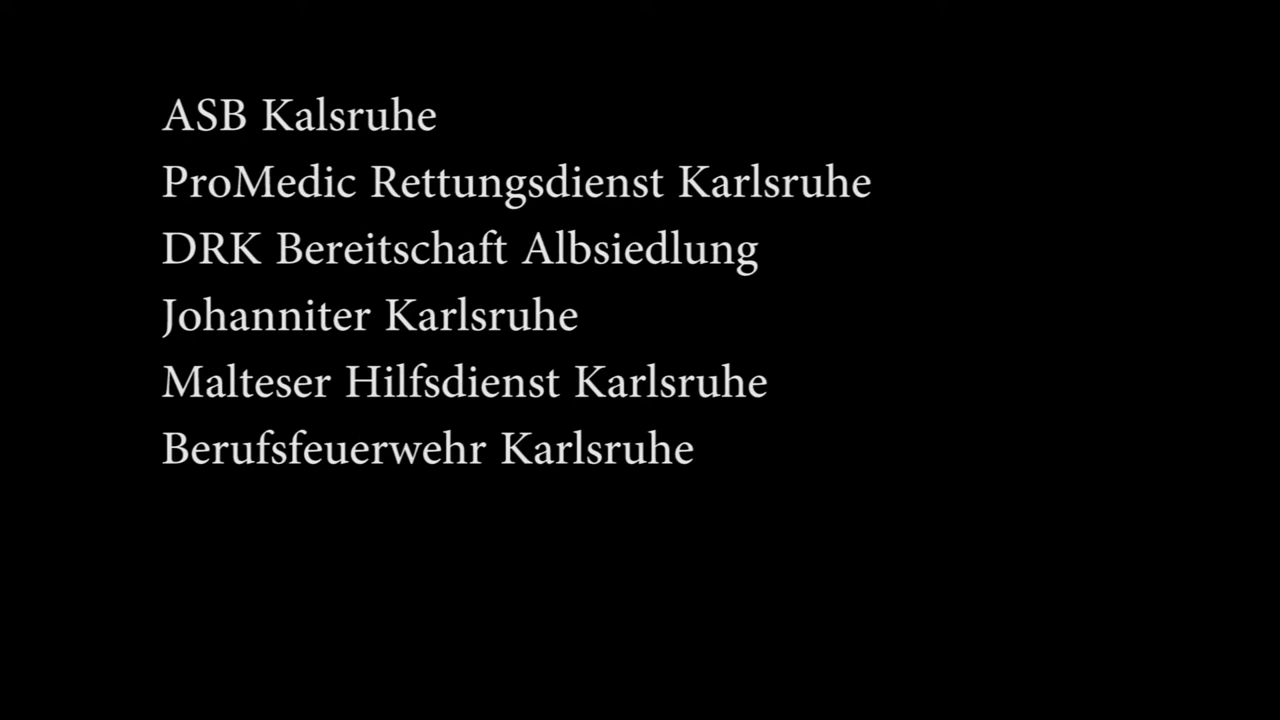 ASB Kalsruhe
ProMedic Rettungsdienst Karlsruhe
DRK Bereitschaft Albsiedlung
Johanniter Karlsruhe
Malteser Hilfsdienst Karlsruhe
Berufsfeuerwehr Karlsruhe